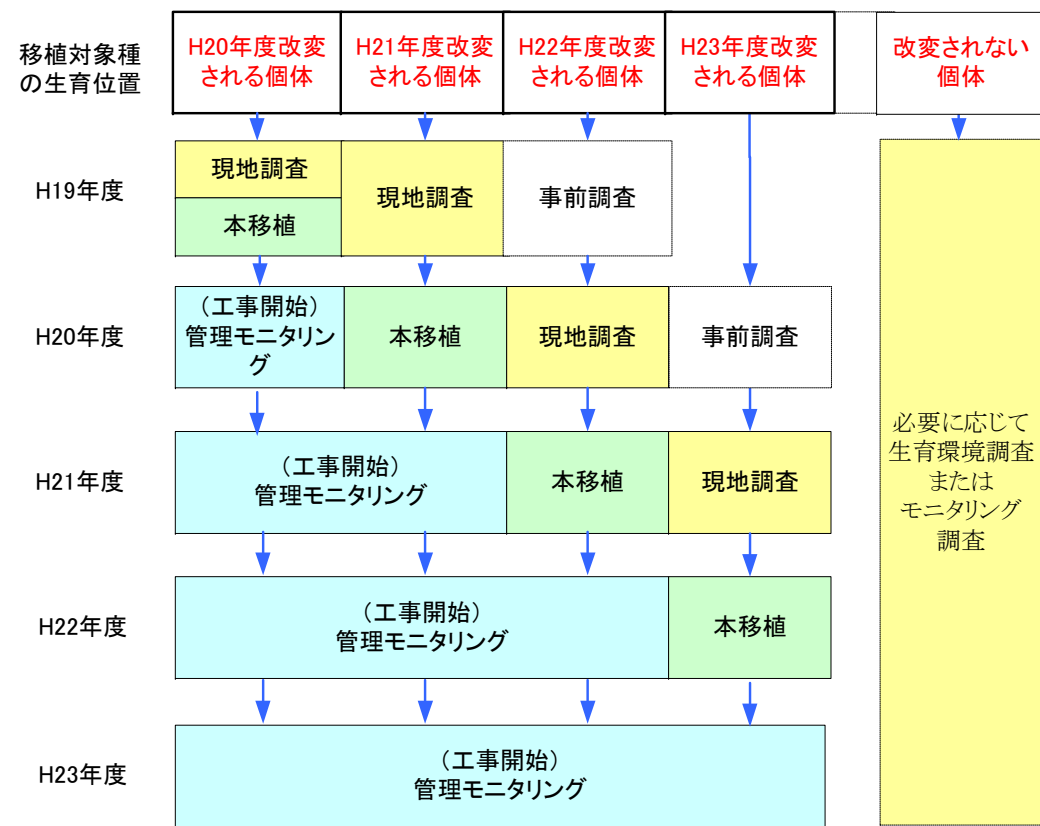 移植対象種
の生育位置
H20年度改変
される個体
H21年度改変
される個体
H22年度改変
される個体
H23年度改変
される個体
改変されない
個体
H19年度
現地調査
本移植
現地調査
事前調査
H20年度
（工事開始）
管理モニタリン
グ
本移植
現地調査
事前調査
H21年度
（工事開始）
管理モニタリング
本移植
現地調査
必要に応じて
生育環境調査
または
モニタリング
調査
H22年度
（工事開始）
管理モニタリング
本移植
H23年度
（工事開始）
管理モニタリング